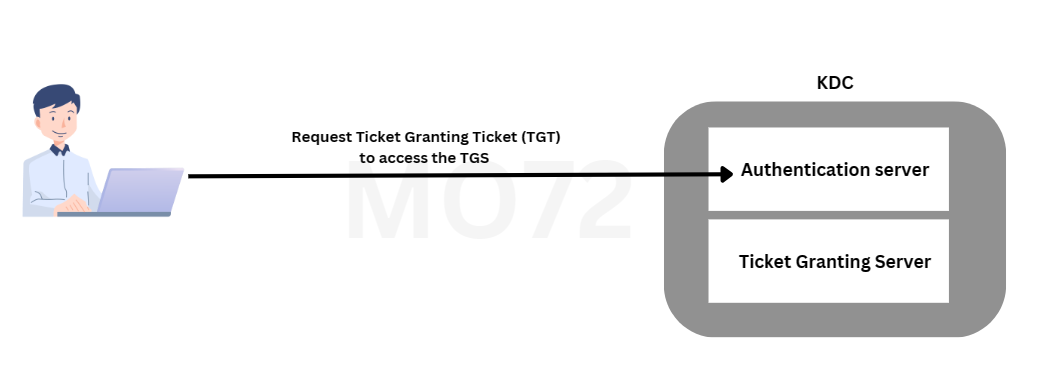 KDC
Request Ticket Granting Ticket (TGT)
to access the TGS
Authentication server
MO72
Ticket Granting Server